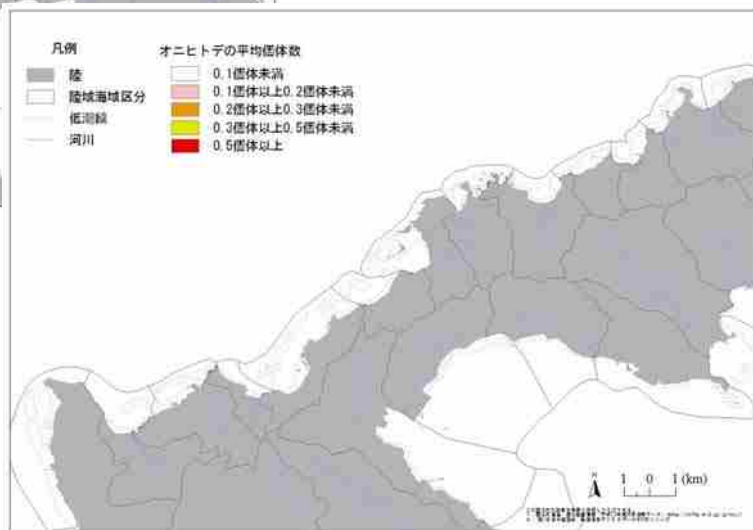 凡例
陸
陸域海域区分
低潮線
河川
オニヒトデの平均個体数
0.1個体未満
0.1個体以上0.2個体未満
0.2個体以上0.3個体未満
0.3個体以上0.5個体未満
0.5個体以上
N
1 0 1 (km)